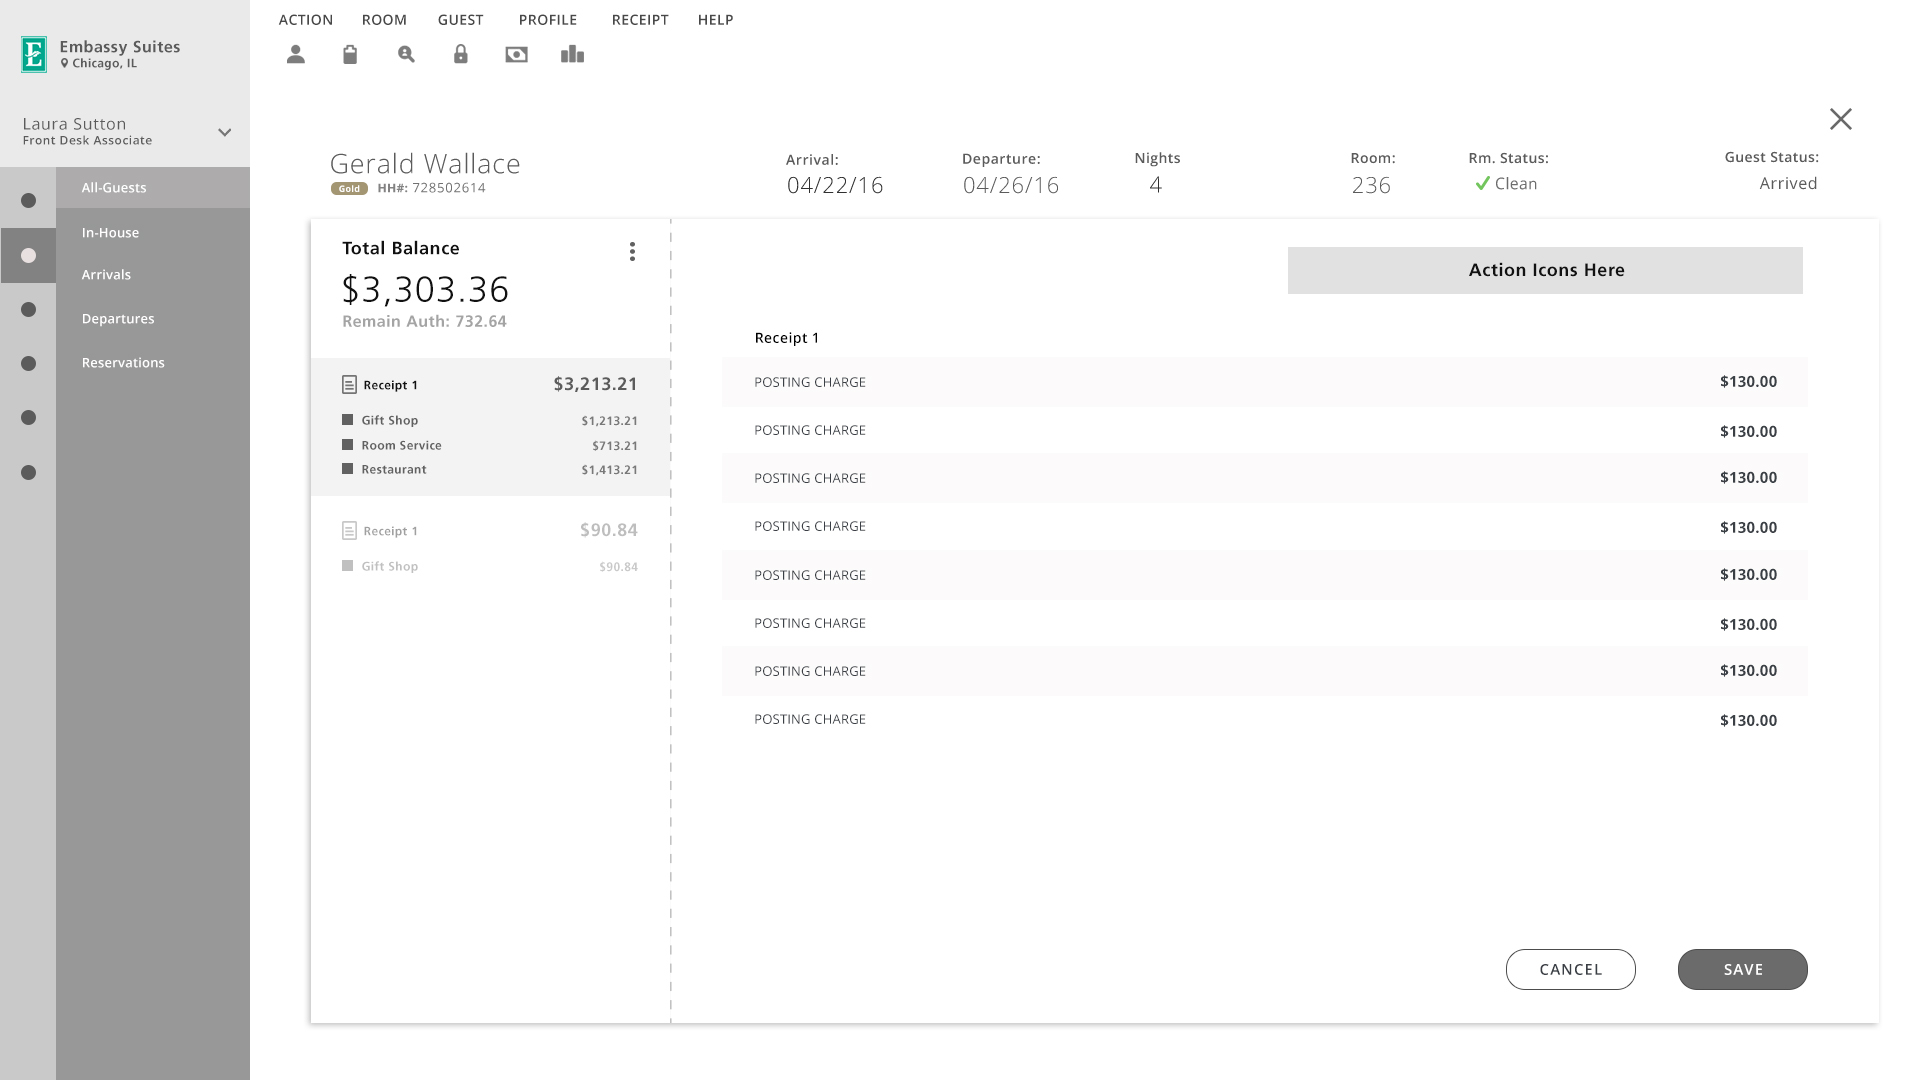 ACTION ROOM GUEST PROFILE RECEIPT HELP
E
Embassy Suites
Chicago, IL
Laura Sutton
Front Desk Associate
All-Guests
In-House
Arrivals
Departures
Reservations
Gerald Wallace
Gold HH#: 728502614
Arrival:
04/22/16
Departure:
04/26/16
Nights
4
Room:
236
Rm. Status:
Clean
Guest Status:
Arrived
Total Balance
$3,303.36
Remain Auth: 732.64
Receipt 1 $3,213.21
Gift Shop $1,213.21
Room Service $713.21
Restaurant $1,413.21
Receipt 1 $90.84
Gift Shop $90.84
Action Icons Here
Receipt 1
POSTING CHARGE $130.00
POSTING CHARGE $130.00
POSTING CHARGE $130.00
POSTING CHARGE $130.00
POSTING CHARGE $130.00
POSTING CHARGE $130.00
POSTING CHARGE $130.00
POSTING CHARGE $130.00
CANCEL SAVE